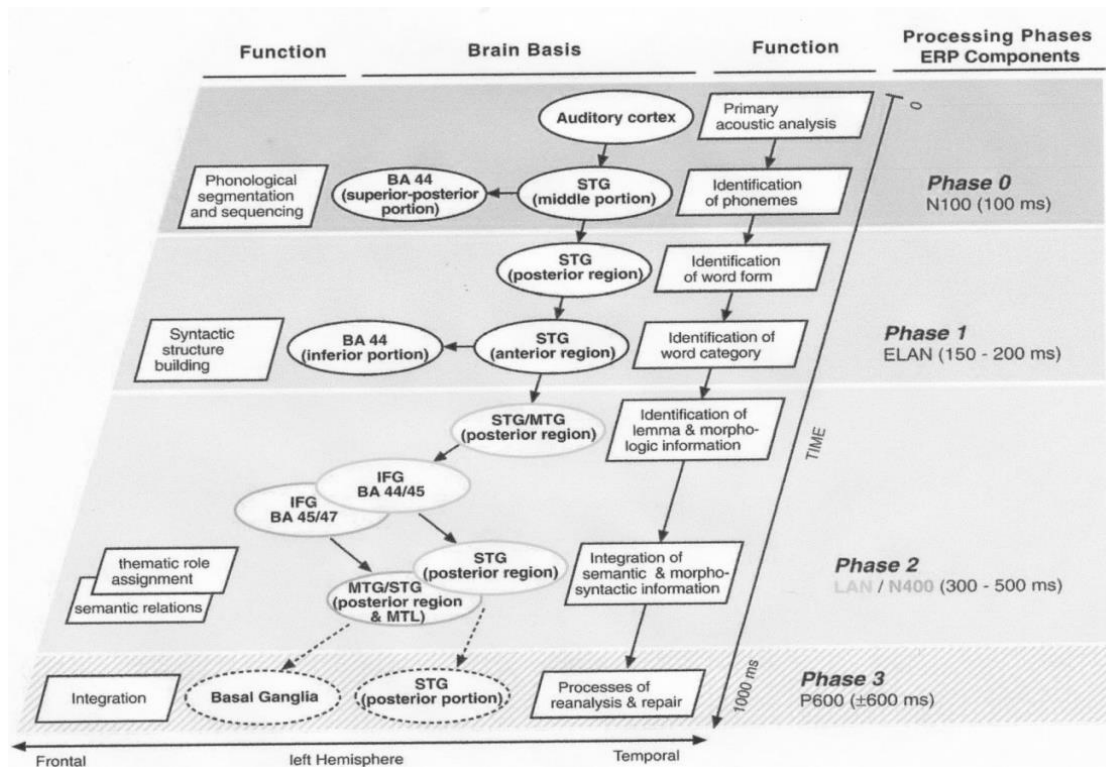 Function
Brain Basis
Function
Processing Phases
ERP Components
Auditory cortex
Primary
acoustic analysis
0
Phonological
segmentation
and sequencing
BA 44
(superior-posterior
portion)
STG
(middle portion)
Identification
of phonemes
Phase 0
N100 (100 ms)
STG
(posterior region)
Identification
of word form
Syntactic
structure
building
BA 44
(inferior portion)
STG
(anterior region)
Identification of
word category
Phase 1
ELAN (150 - 200 ms)
STG/MTG
(posterior region)
Identification of
lemma & morpho-
logic information
TIME
IFG
BA 44/45
IFG
BA 45/47
thematic role
assignment
semantic relations
STG
(posterior region)
MTG/STG
(posterior region
& MTL)
Integration of
semantic & morpho-
syntactic information
Phase 2
LAN / N400 (300 - 500 ms)
Integration
Basal Ganglia
STG
(posterior portion)
Processes of
reanalysis & repair
1000 ms
Phase 3
P600 (±600 ms)
Frontal
left Hemisphere
Temporal